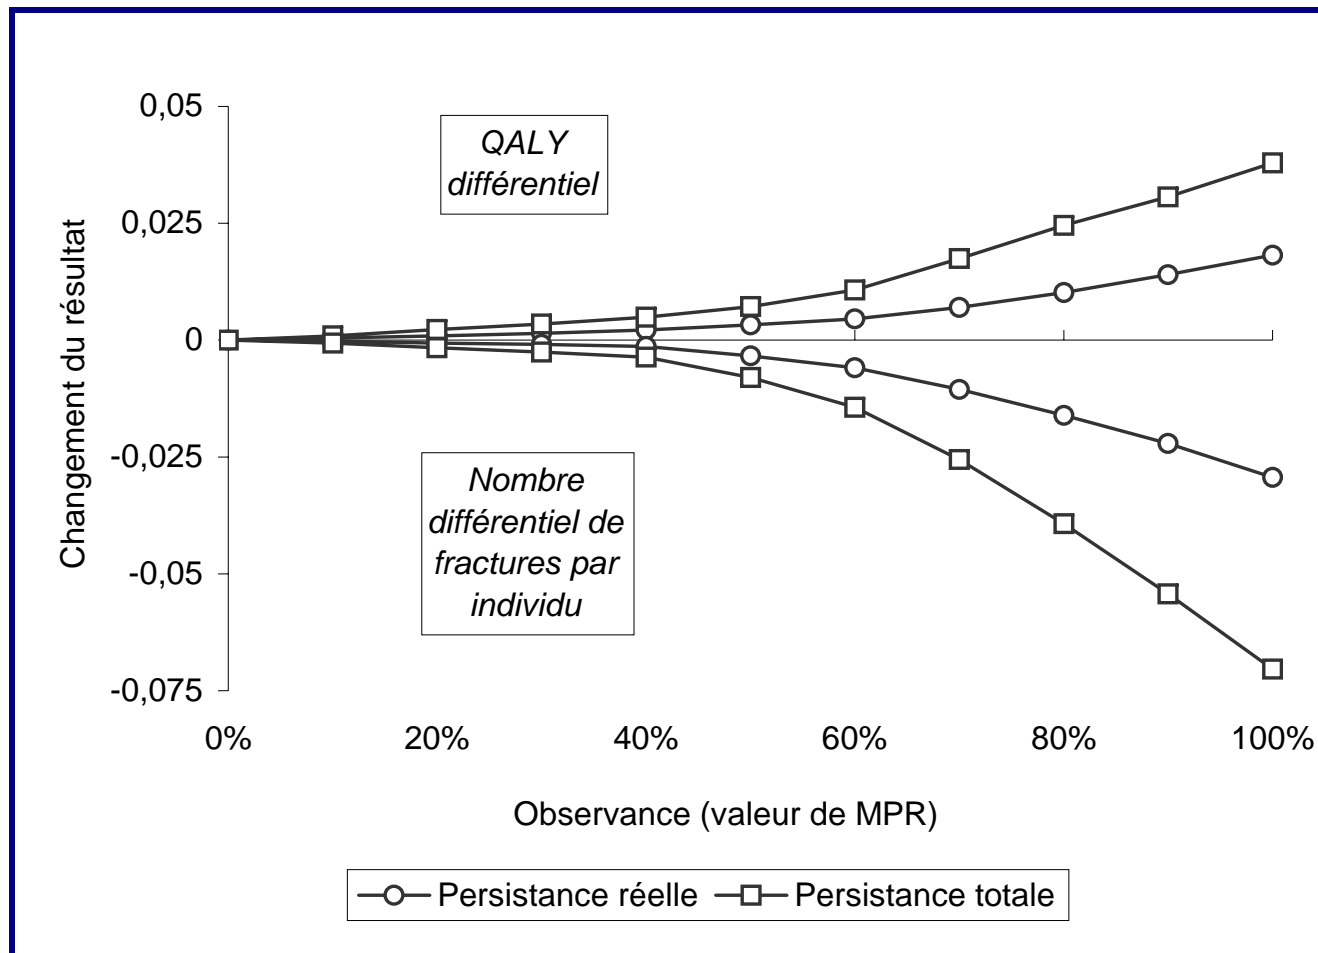 0,05
0,025
0
-0,025
-0,05
-0,075
Changement du résultat
QALY
différentiel
Nombre
différentiel de
fractures par
individu
0% 20% 40% 60% 80% 100%
Observance (valeur de MPR)
Persistance réelle Persistance totale